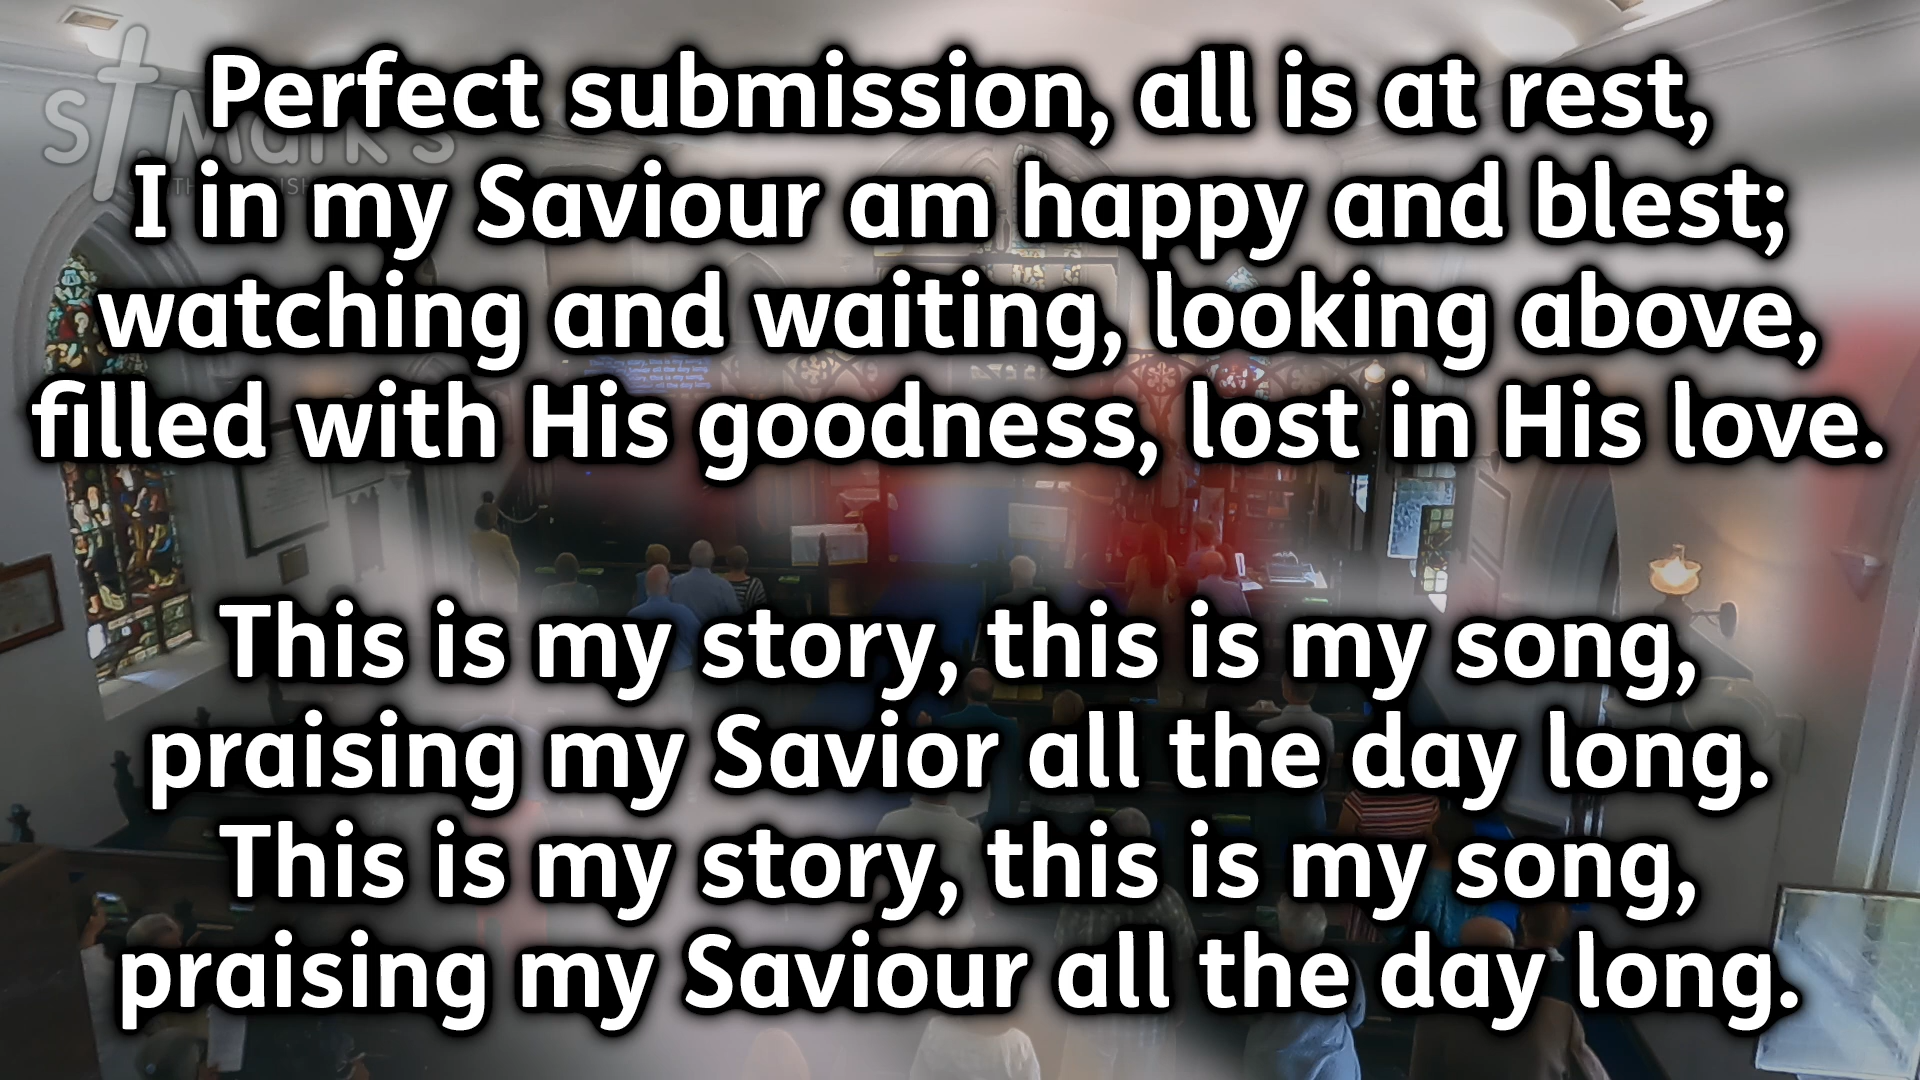 St. Mark's
Perfect submission, all is at rest,
I in my Saviour am happy and blest;
watching and waiting, looking above,
filled with His goodness, lost in His love.
This is my story, this is my song,
praising my Savior all the day long.
This is my story, this is my song,
praising my Saviour all the day long.